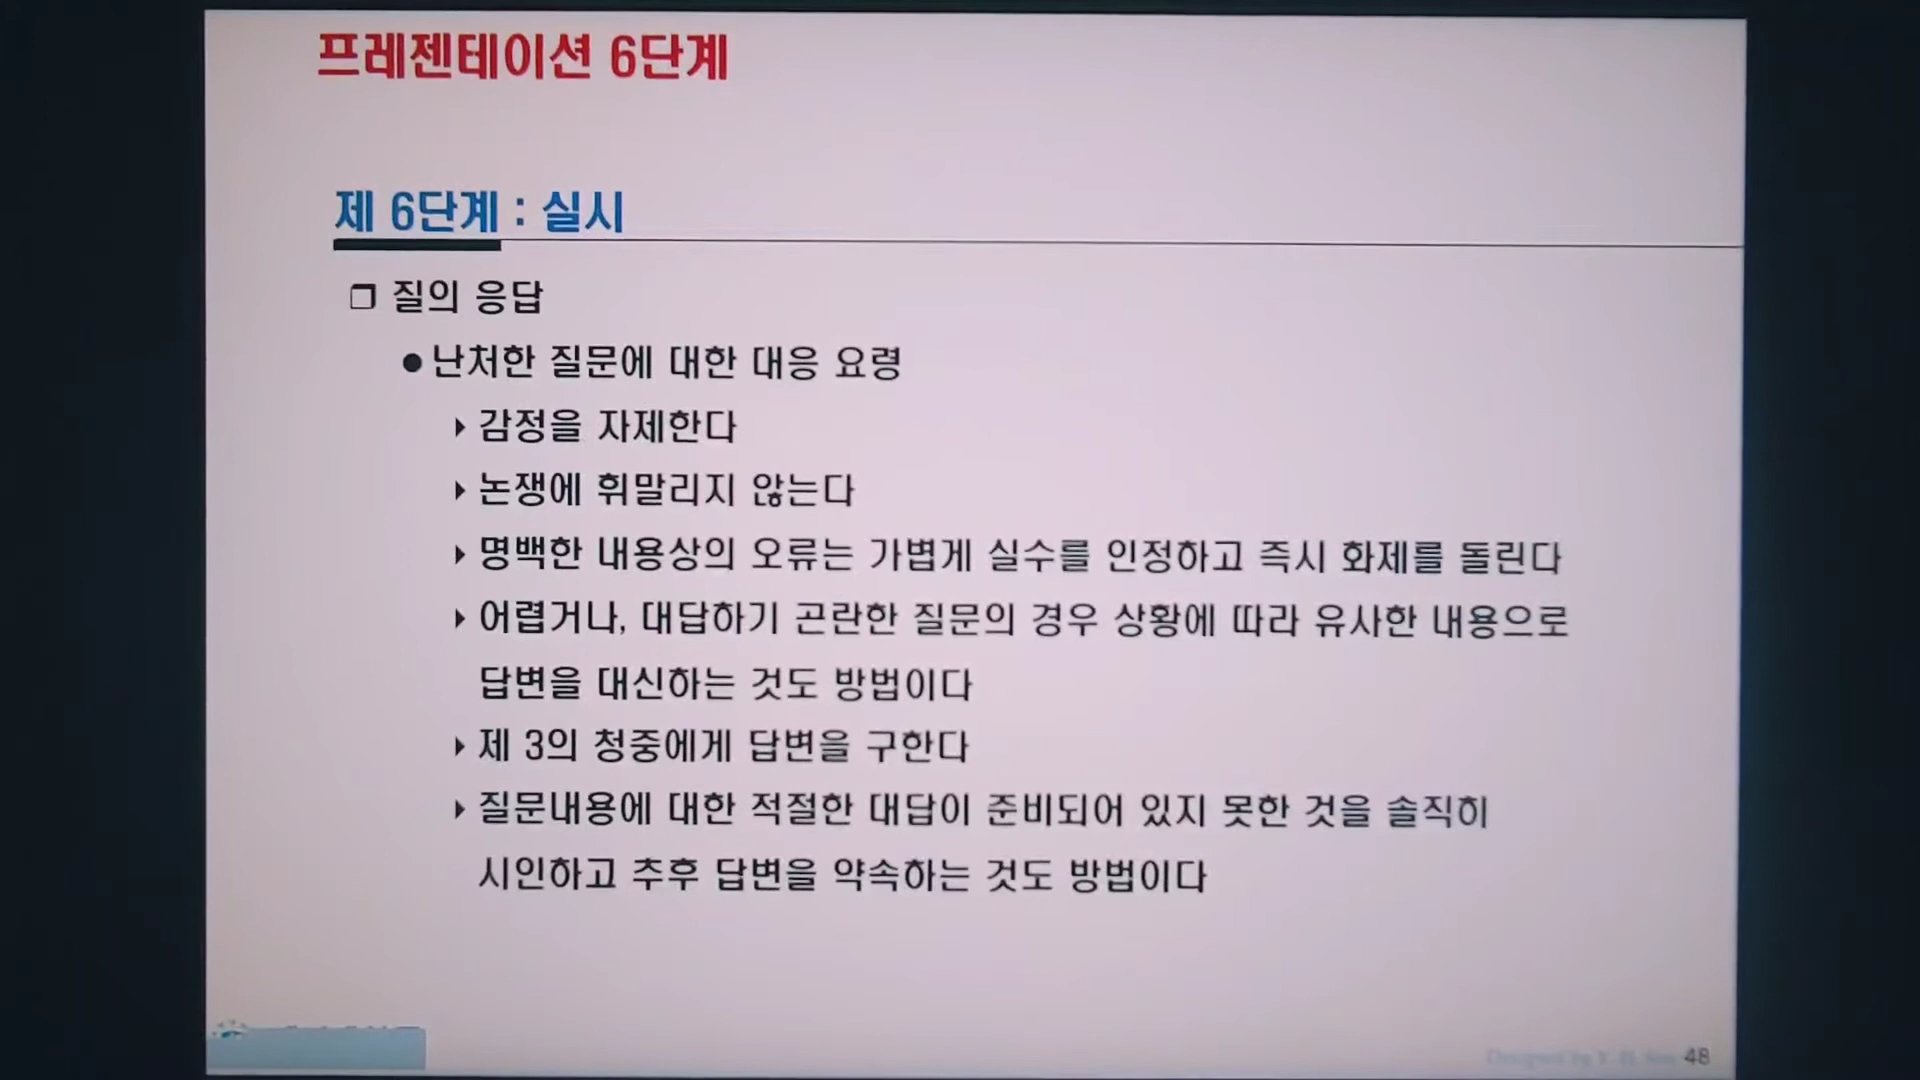 프레젠테이션 6단계
제 6단계 : 실시
❒ 질의 응답
● 난처한 질문에 대한 대응 요령
‣ 감정을 자제한다
‣ 논쟁에 휘말리지 않는다
‣ 명백한 내용상의 오류는 가볍게 실수를 인정하고 즉시 화제를 돌린다
‣ 어렵거나, 대답하기 곤란한 질문의 경우 상황에 따라 유사한 내용으로
답변을 대신하는 것도 방법이다
‣ 제 3의 청중에게 답변을 구한다
‣ 질문내용에 대한 적절한 대답이 준비되어 있지 못한 것을 솔직히
시인하고 추후 답변을 약속하는 것도 방법이다
Designed by Y. H. 48